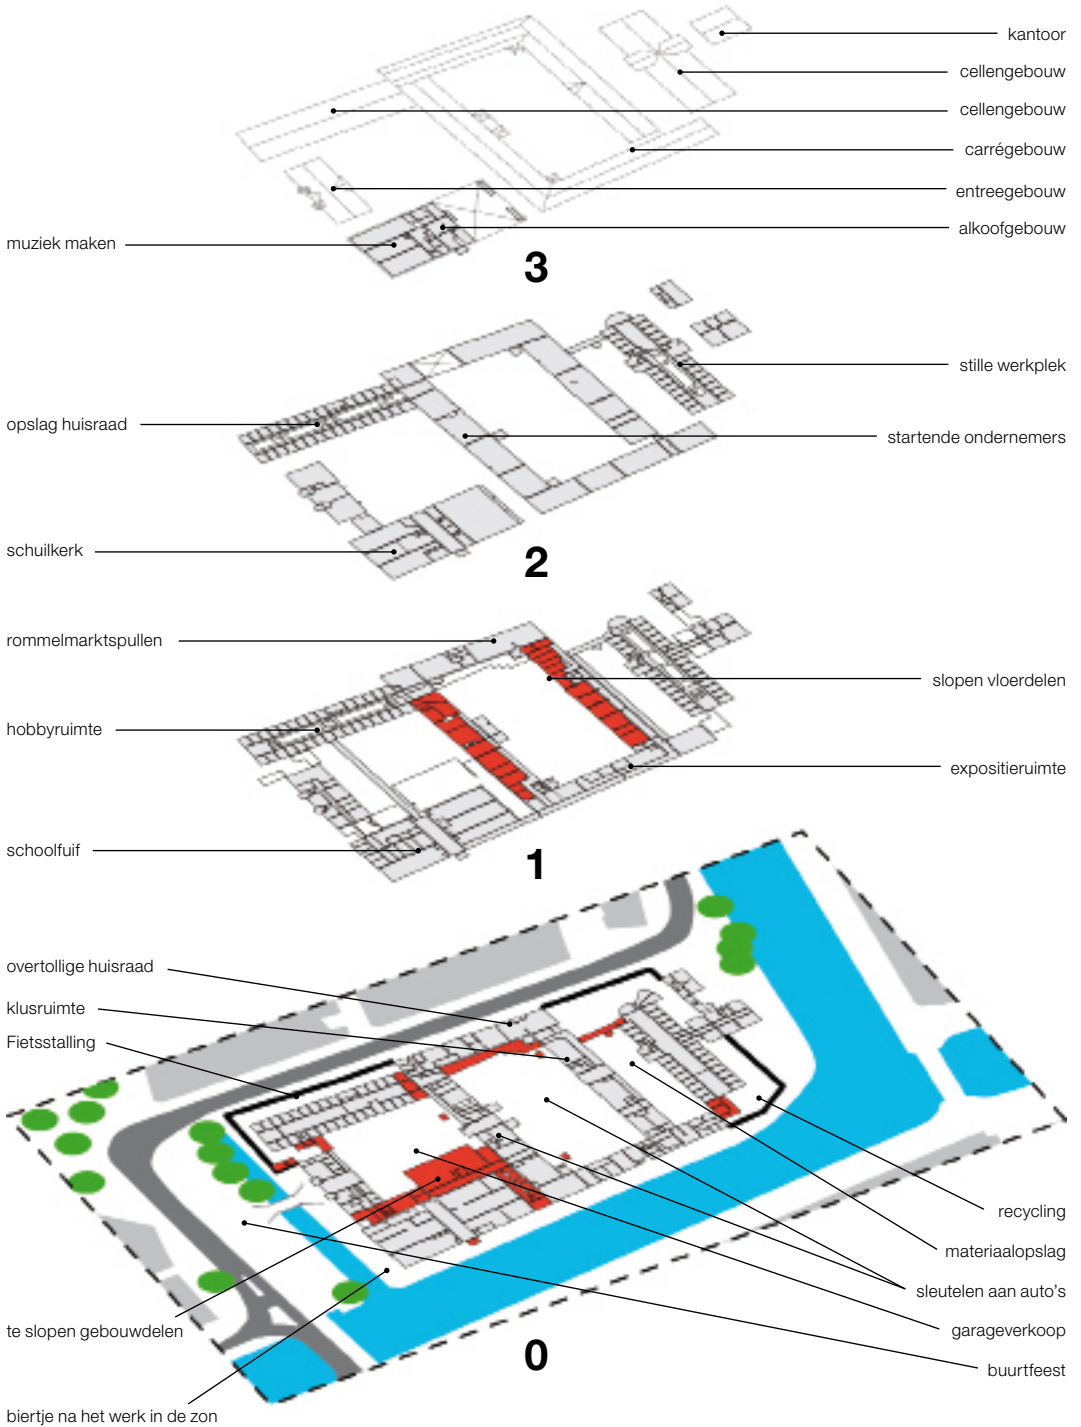 kantoor
cellengebouw
cellengebouw
carrégebouw
entreegebouw
alkoofgebouw
muziek maken
3
stille werkplek
opslag huisraad
startende ondernemers
schuilkerk
2
rommelmarktspullen
slopen vloerdelen
hobbyruimte
expositieruimte
schoolfuif
1
overtollige huisraad
klusruimte
Fietsstalling
recycling
materiaalopslag
sleutelen aan auto's
te slopen gebouwdelen
garageverkoop
0
buurtfeest
biertje na het werk in de zon